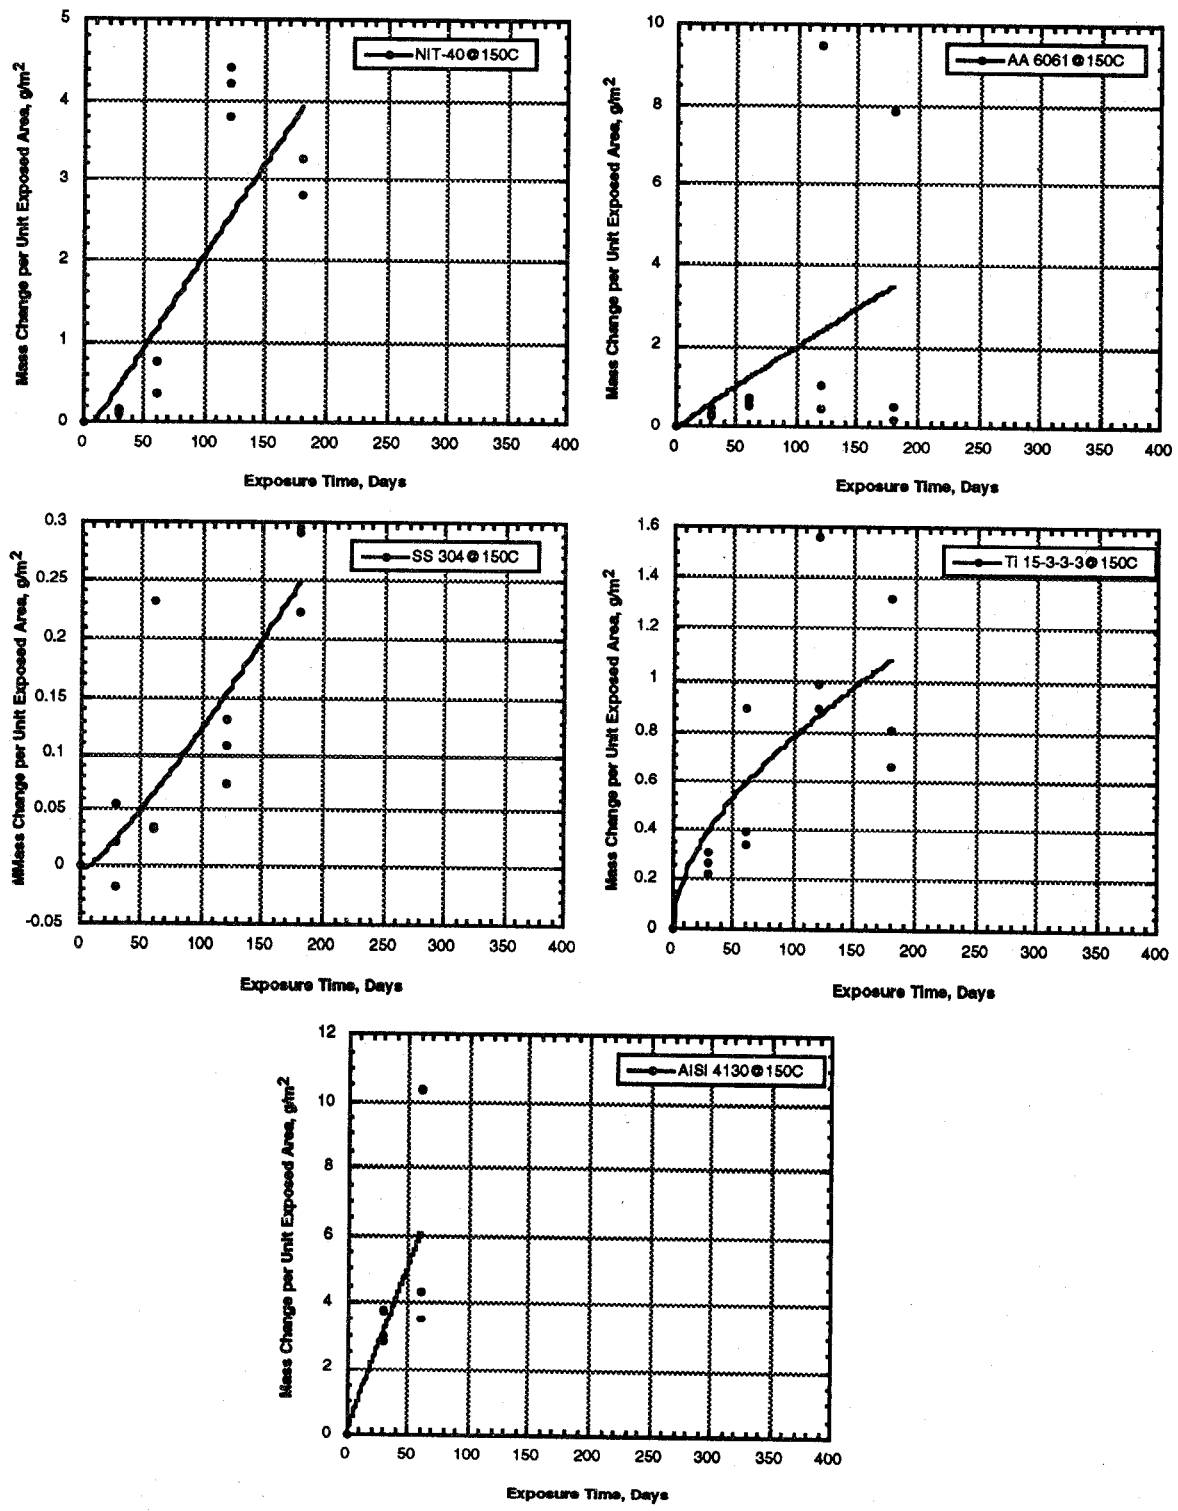 NIT-40@150C
Mass Change per Unit Exposed Area, g/m2
5
4
3
2
1
0
0 50 100 150 200 250 300 350 400
Exposure Time, Days
AA 6061@150C
Mass Change per Unit Exposed Area, g/m2
10
8
6
4
2
0
0 50 100 150 200 250 300 350 400
Exposure Time, Days
SS 304@150C
MMass Change per Unit Exposed Area, g/m2
0.3
0.25
0.2
0.15
0.1
0.05
0
-0.05
0 50 100 150 200 250 300 350 400
Exposure Time, Days
Ti 15-3-3-3@150C
Mass Change per Unit Exposed Area, g/m2
1.6
1.4
1.2
1
0.8
0.6
0.4
0.2
0
0 50 100 150 200 250 300 350 400
Exposure Time, Days
AISI 4130@150C
Mass Change per Unit Exposed Area, g/m2
12
10
8
6
4
2
0
0 50 100 150 200 250 300 350 400
Exposure Time, Days